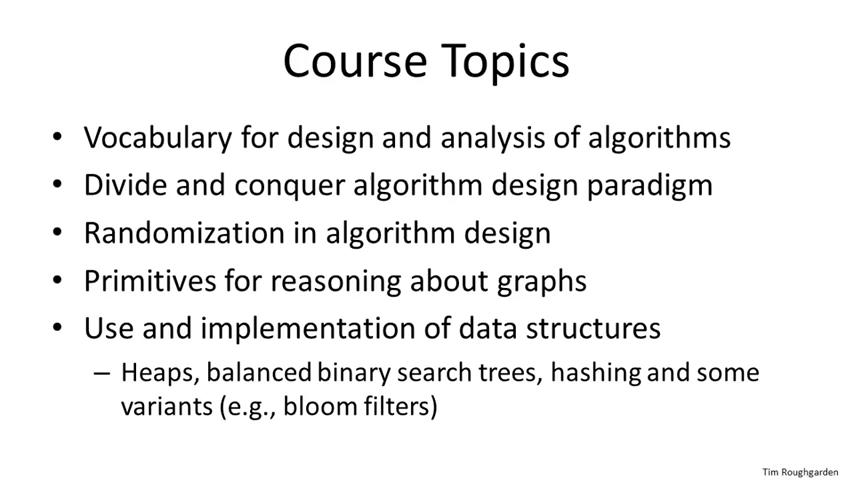 Course Topics
• Vocabulary for design and analysis of algorithms
• Divide and conquer algorithm design paradigm
• Randomization in algorithm design
• Primitives for reasoning about graphs
• Use and implementation of data structures
– Heaps, balanced binary search trees, hashing and some
variants (e.g., bloom filters)
Tim Roughgarden